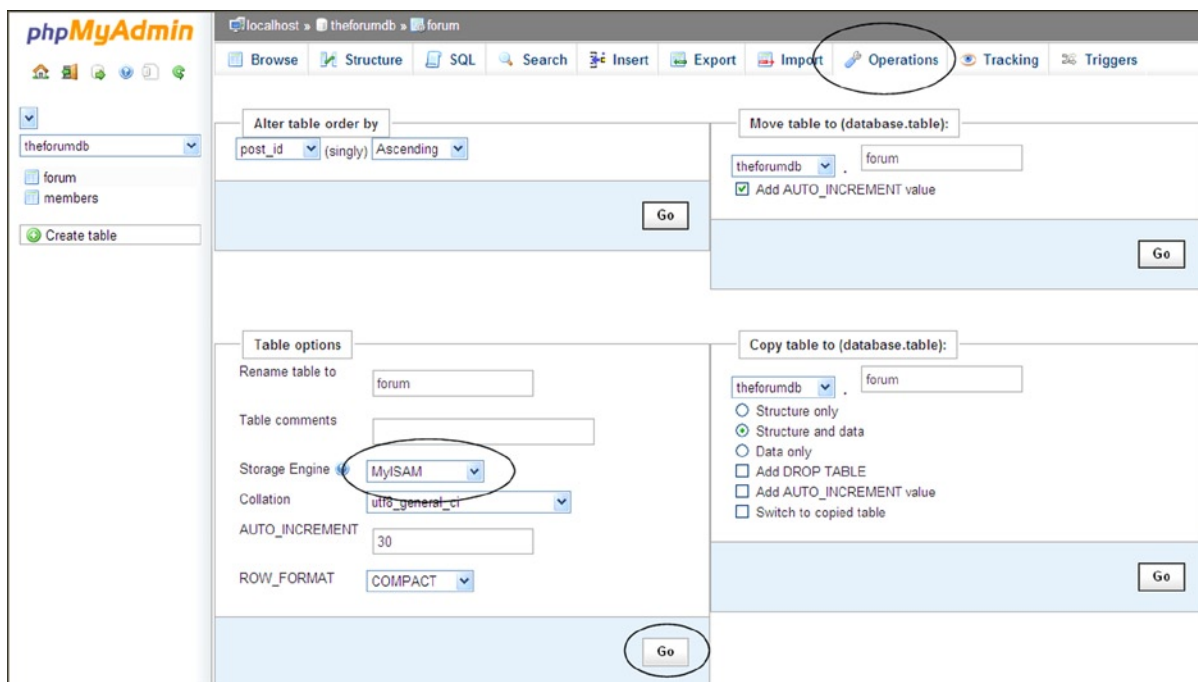 phpMyAdmin
localhost » theforumdb » forum
Browse Structure SQL Search Insert Export Import Operations Tracking Triggers
theforumdb
forum
members
Create table
Alter table order by
post_id (singly) Ascending
Go
Move table to (database.table):
theforumdb . forum
Add AUTO_INCREMENT value
Go
Table options
Rename table to forum
Table comments
Storage Engine MyISAM
Collation utf8_general_ci
AUTO_INCREMENT 30
ROW_FORMAT COMPACT
Go
Copy table to (database.table):
theforumdb . forum
Structure only
Structure and data
Data only
Add DROP TABLE
Add AUTO_INCREMENT value
Switch to copied table
Go